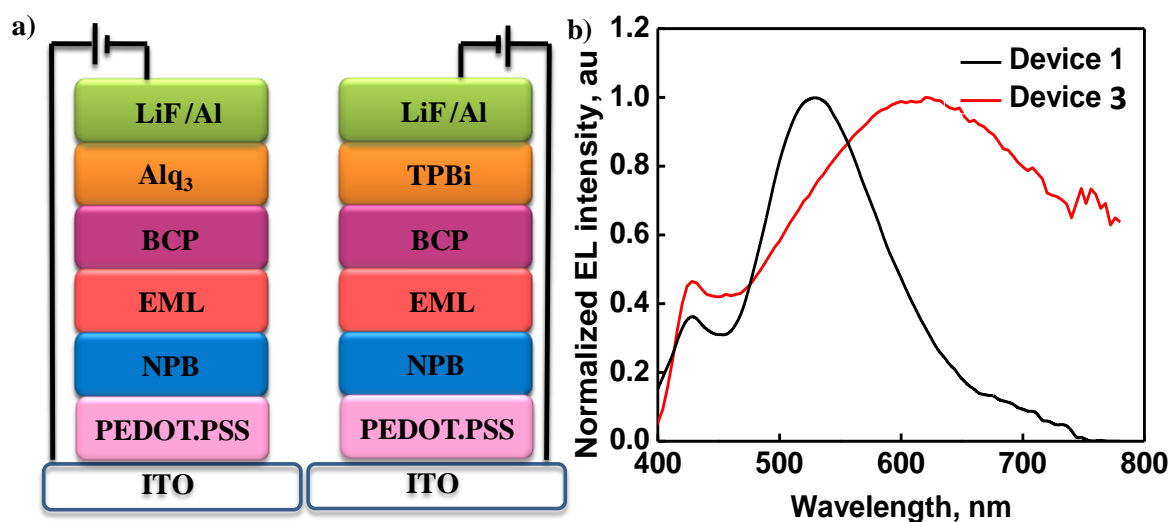 a)
LiF/Al
Alq₃
BCP
EML
NPB
PEDOT.PSS
ITO
LiF/Al
TPBi
BCP
EML
NPB
PEDOT.PSS
ITO
b)
Normalized EL intensity, au
1.2
1.0
0.8
0.6
0.4
0.2
0.0
Device 1
Device 3
400 500 600 700 800
Wavelength, nm